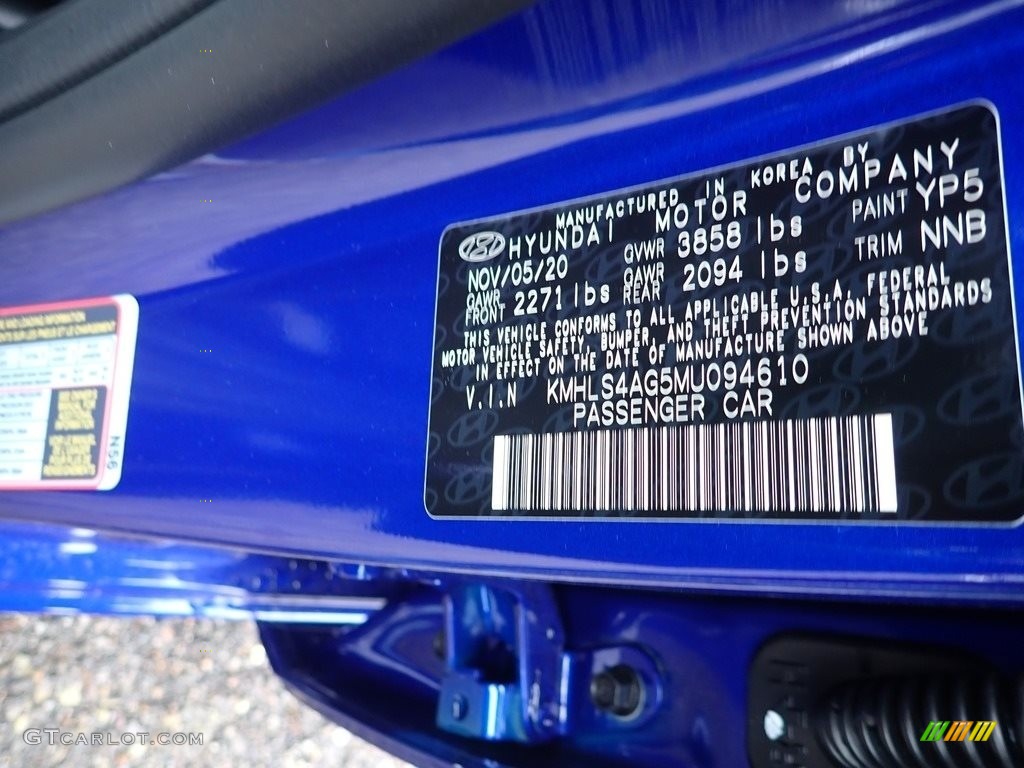 MANUFACTURED IN KOREA BY
HYUNDAI MOTOR COMPANY
NOV/05/20 GVWR 3858 lbs PAINT YP5
GAWR FRONT 2271 lbs GAWR REAR 2094 lbs TRIM NNB
THIS VEHICLE CONFORMS TO ALL APPLICABLE U.S.A. FEDERAL
MOTOR VEHICLE SAFETY, BUMPER, AND THEFT PREVENTION STANDARDS
IN EFFECT ON THE DATE OF MANUFACTURE SHOWN ABOVE
V.I.N KMHLS4AG5MU094610
PASSENGER CAR
N56
GTCARLOT.COM